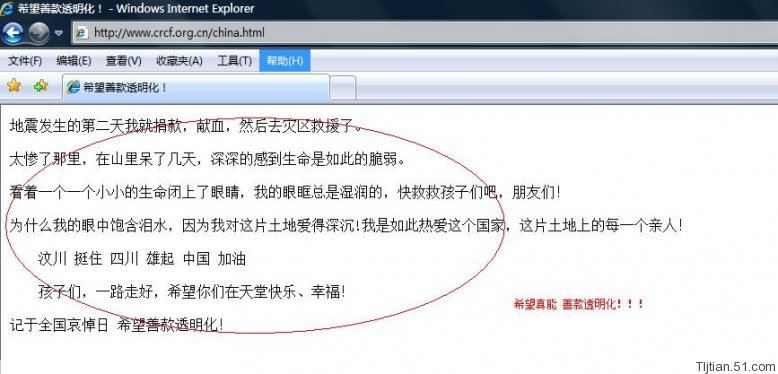 希望善款透明化！ - Windows Internet Explorer
http://www.crcf.org.cn/china.html
文件(F) 编辑(E) 查看(V) 收藏夹(A) 工具(T) 帮助(H)
希望善款透明化！
地震发生的第二天我就捐款，献血，然后去灾区救援了。
太惨了那里，在山里呆了几天，深深的感到生命是如此的脆弱。
看着一个一个小小的生命闭上了眼睛，我的眼眶总是湿润的，快救救孩子们吧，朋友们！
为什么我的眼中饱含泪水，因为我对这片土地爱得深沉!我是如此热爱这个国家，这片土地上的每一个亲人！
汶川 挺住 四川 雄起 中国 加油
孩子们，一路走好，希望你们在天堂快乐、幸福!
希望真能 善款透明化！！！
记于全国哀悼日 希望善款透明化！
Tljtian.51.com